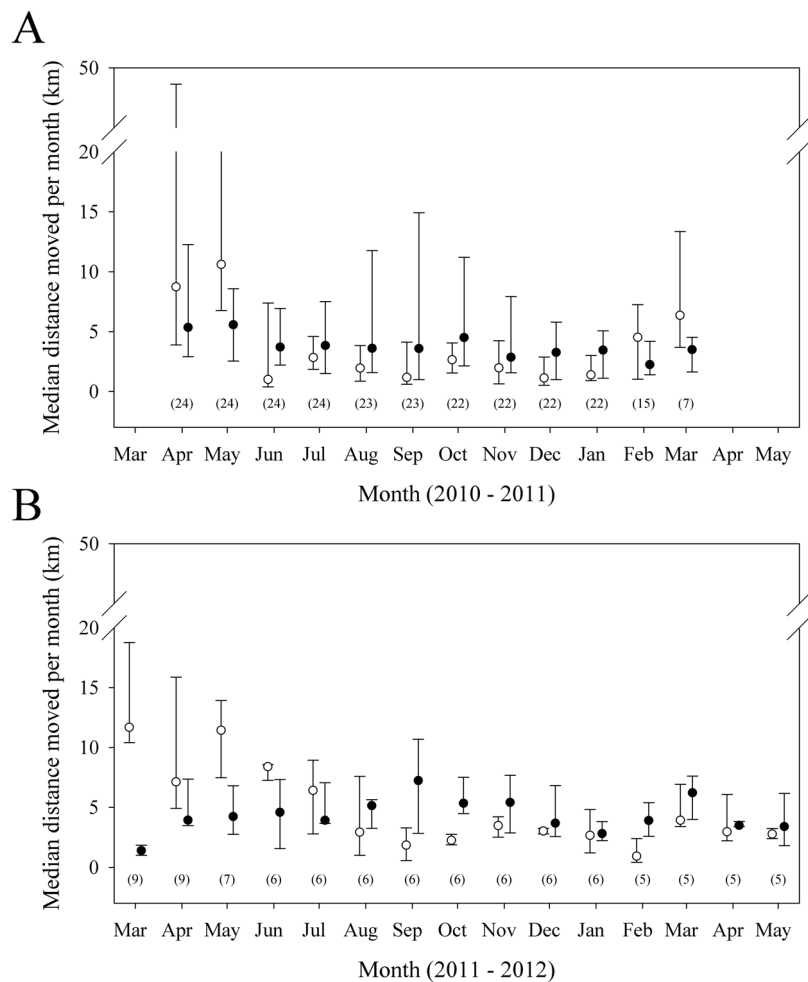 A
Median distance moved per month (km)
50
20
15
10
5
0
(24) (24) (24) (24) (23) (23) (22) (22) (22) (22) (15) (7)
Mar Apr May Jun Jul Aug Sep Oct Nov Dec Jan Feb Mar Apr May
Month (2010 - 2011)
B
Median distance moved per month (km)
50
20
15
10
5
0
(9) (9) (7) (6) (6) (6) (6) (6) (6) (6) (6) (5) (5) (5) (5)
Mar Apr May Jun Jul Aug Sep Oct Nov Dec Jan Feb Mar Apr May
Month (2011 - 2012)